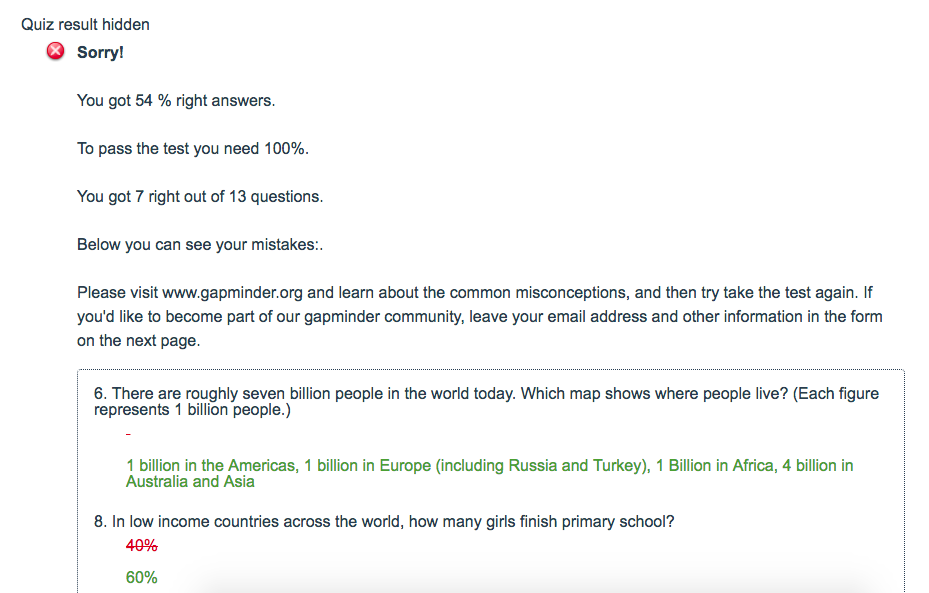 Quiz result hidden
Sorry!
You got 54 % right answers.
To pass the test you need 100%.
You got 7 right out of 13 questions.
Below you can see your mistakes:.
Please visit www.gapminder.org and learn about the common misconceptions, and then try take the test again. If
you'd like to become part of our gapminder community, leave your email address and other information in the form
on the next page.
6. There are roughly seven billion people in the world today. Which map shows where people live? (Each figure
represents 1 billion people.)
-
1 billion in the Americas, 1 billion in Europe (including Russia and Turkey), 1 Billion in Africa, 4 billion in
Australia and Asia
8. In low income countries across the world, how many girls finish primary school?
40%
60%